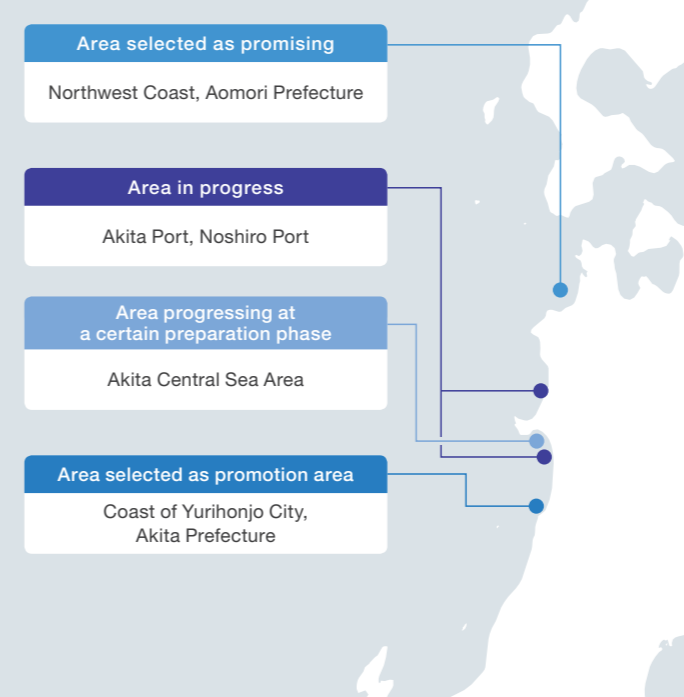 Area selected as promising
Northwest Coast, Aomori Prefecture
Area in progress
Akita Port, Noshiro Port
Area progressing at
a certain preparation phase
Akita Central Sea Area
Area selected as promotion area
Coast of Yurihonjo City,
Akita Prefecture